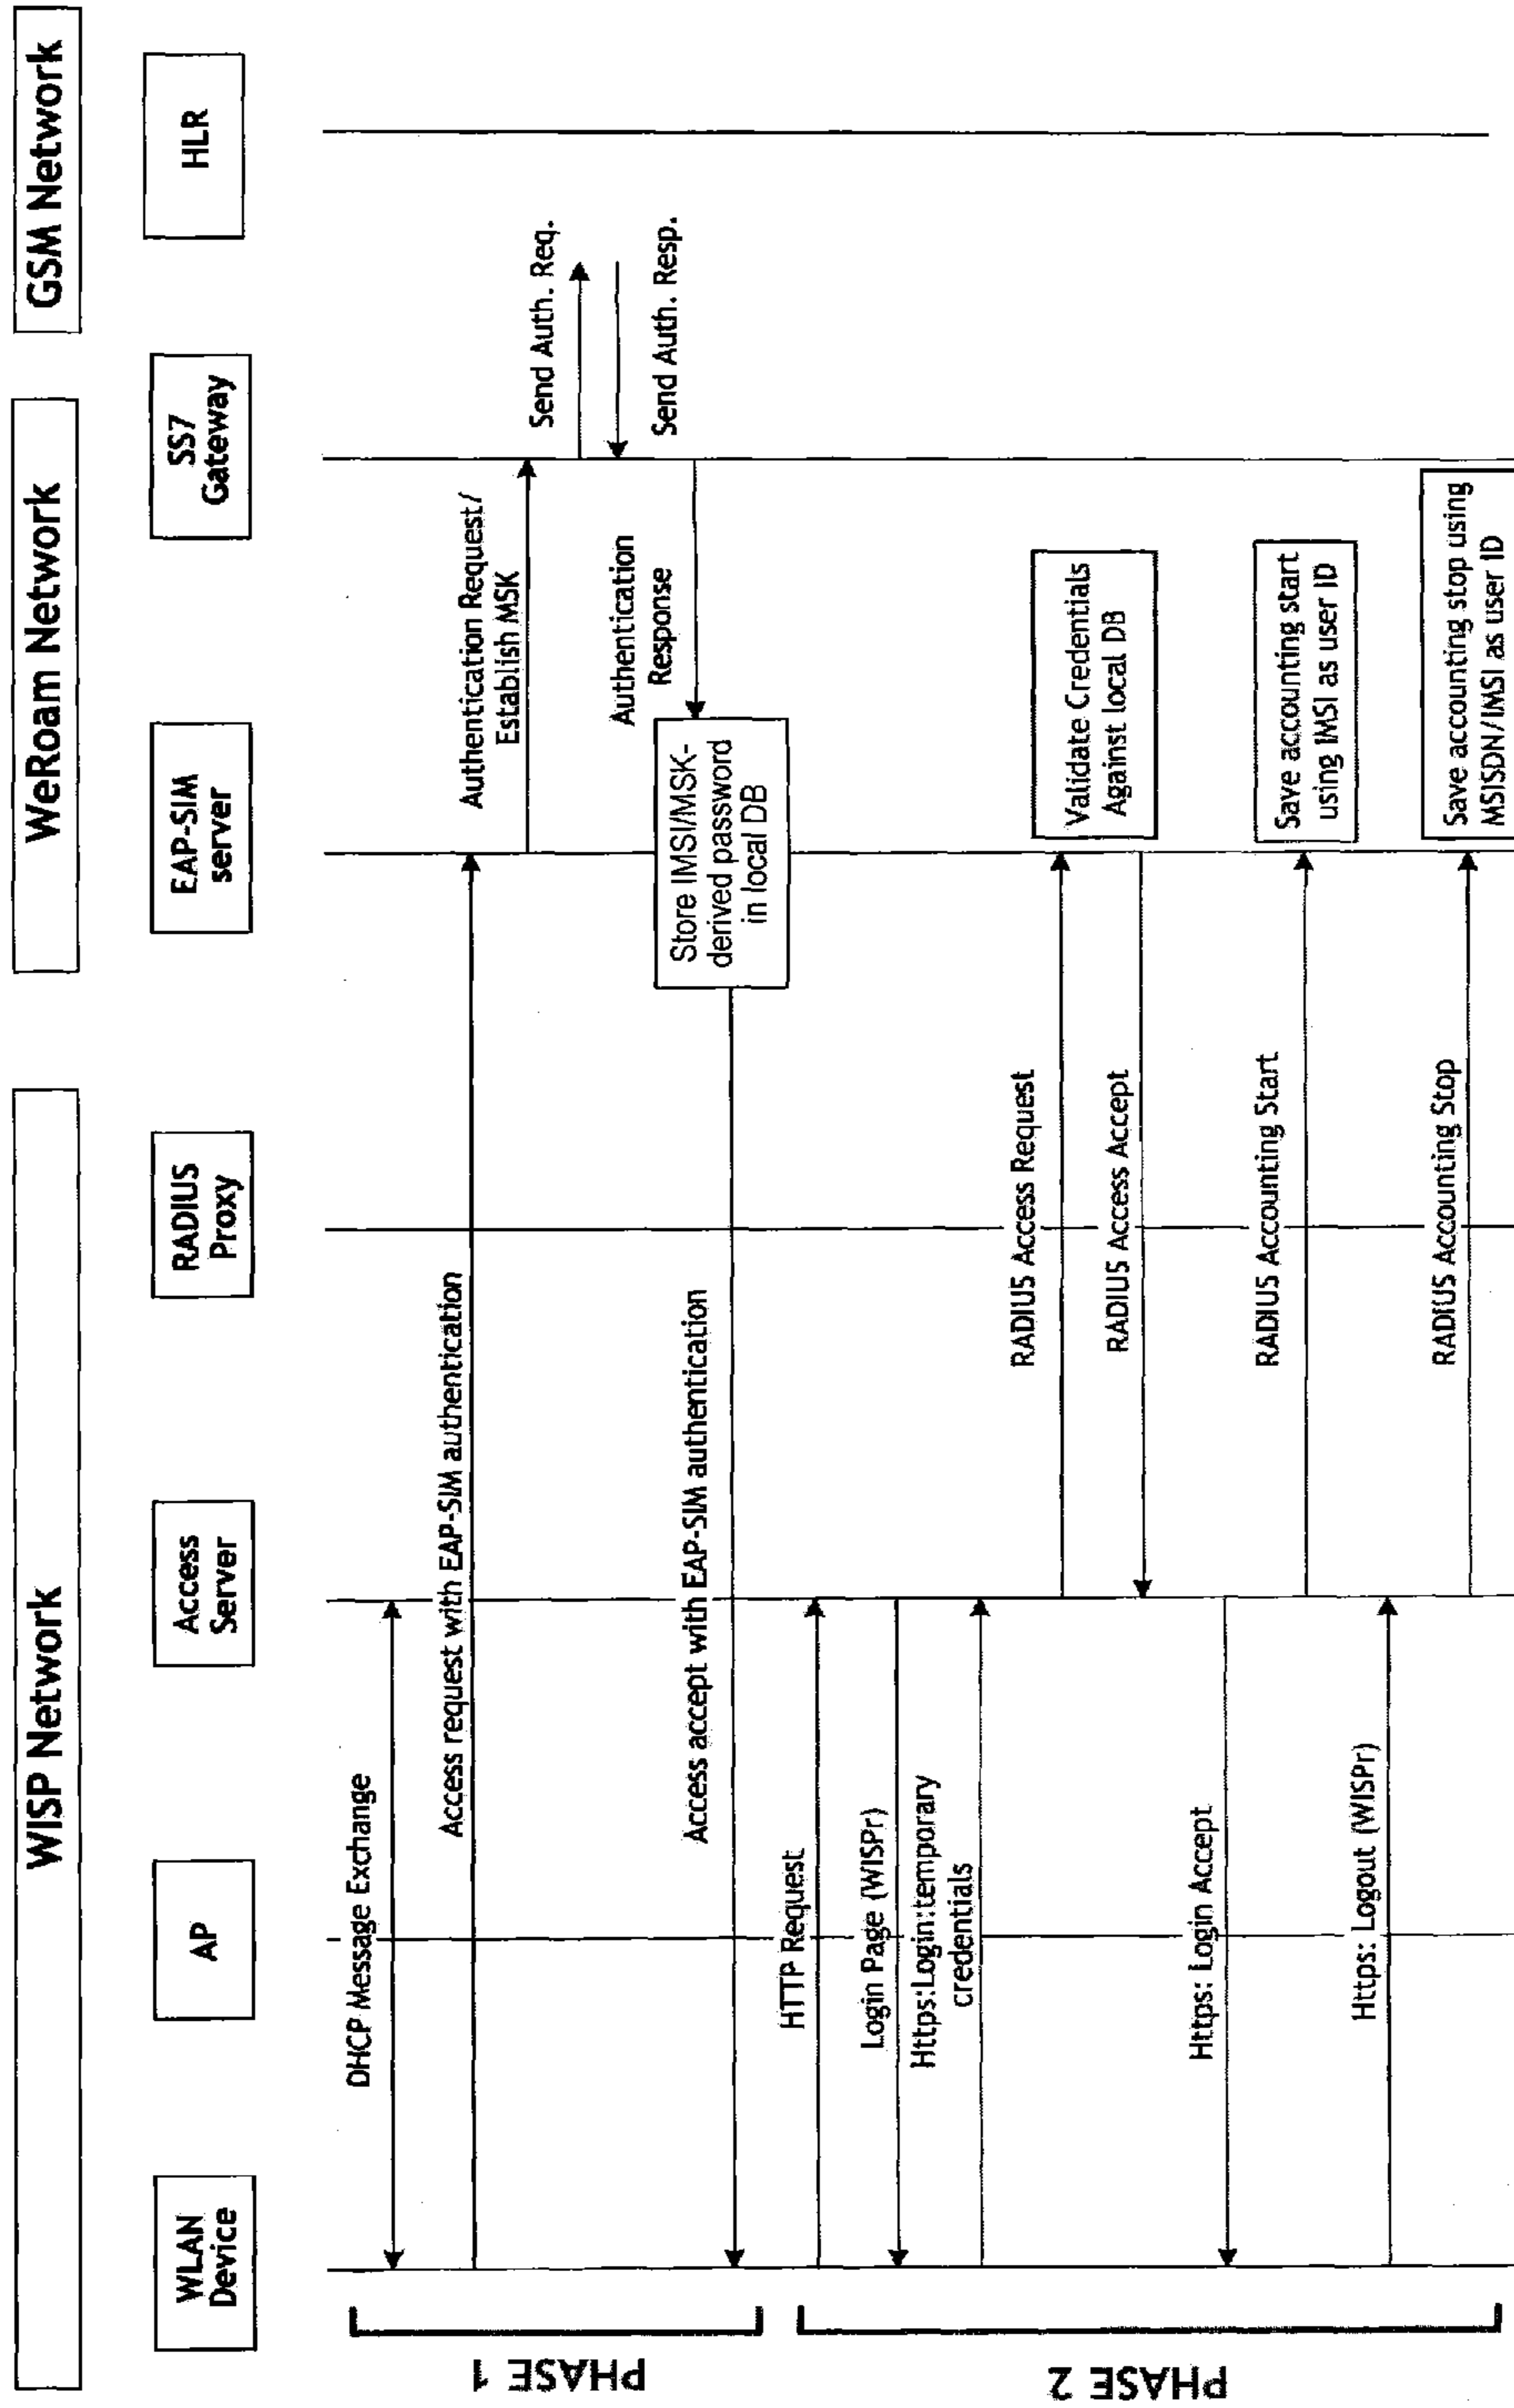 WISP Network
WeRoam Network
GSM Network
WLAN
Device
AP
Access
Server
RADIUS
Proxy
EAP-SIM
server
SS7
Gateway
HLR
PHASE 1
DHCP Message Exchange
Access request with EAP-SIM authentication
Authentication Request/
Establish MSK
Send Auth. Req.
Send Auth. Resp.
Authentication
Response
Store IMSI/MSK-
derived password
in local DB
Access accept with EAP-SIM authentication
PHASE 2
HTTP Request
Login Page (WISPr)
Https:Login:temporary
credentials
RADIUS Access Request
Validate Credentials
Against local DB
RADIUS Access Accept
Https: Login Accept
RADIUS Accounting Start
Save accounting start
using IMSI as user ID
Https: Logout (WISPr)
RADIUS Accounting Stop
Save accounting stop using
MSISDN/IMSI as user ID